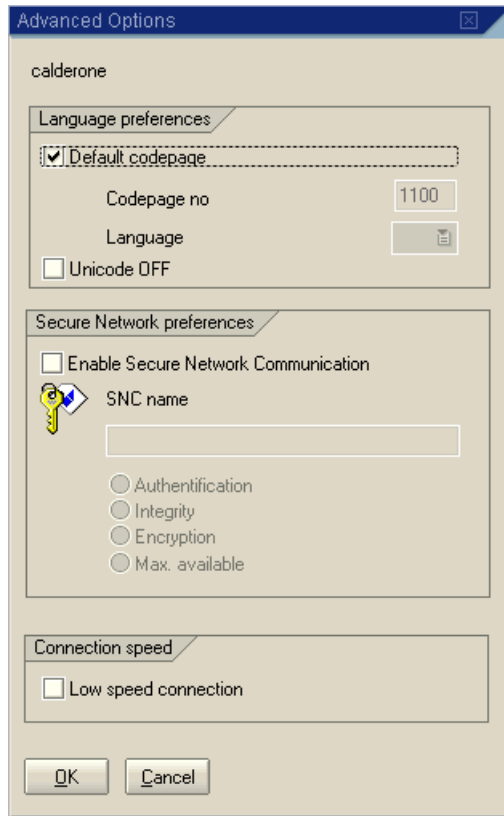 Advanced Options
calderone
Language preferences
Default codepage
Codepage no 1100
Language
Unicode OFF
Secure Network preferences
Enable Secure Network Communication
SNC name
Authentification
Integrity
Encryption
Max. available
Connection speed
Low speed connection
OK Cancel